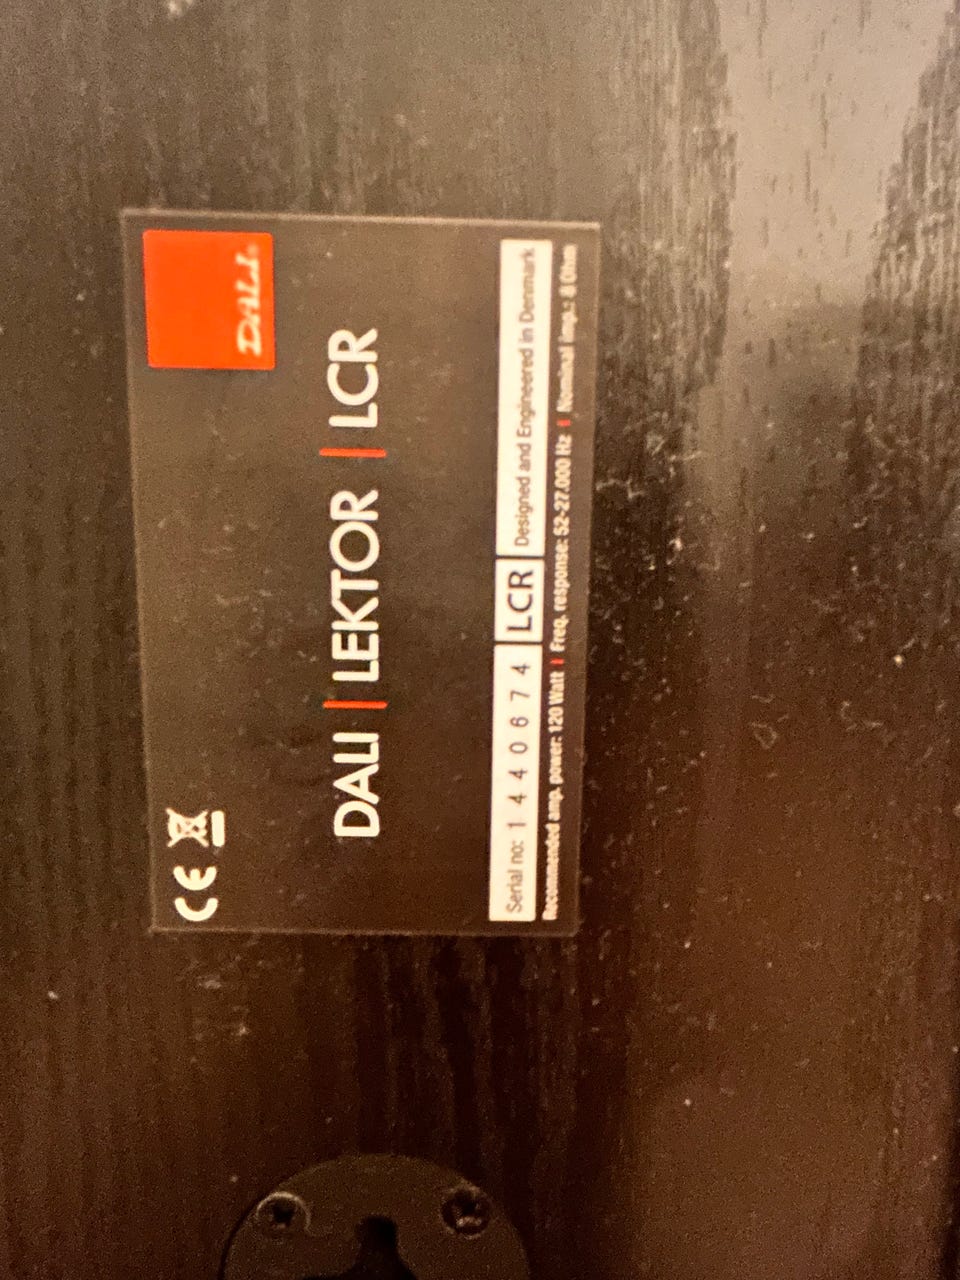 CE
DALI
DALI | LEKTOR | LCR
Serial no: 1 4 4 0 6 7 4 LCR Designed and Engineered in Denmark
Recommended amp. power: 120 Watt | Freq. response: 52-27.000 Hz | Nominal imp.: 8 Ohm